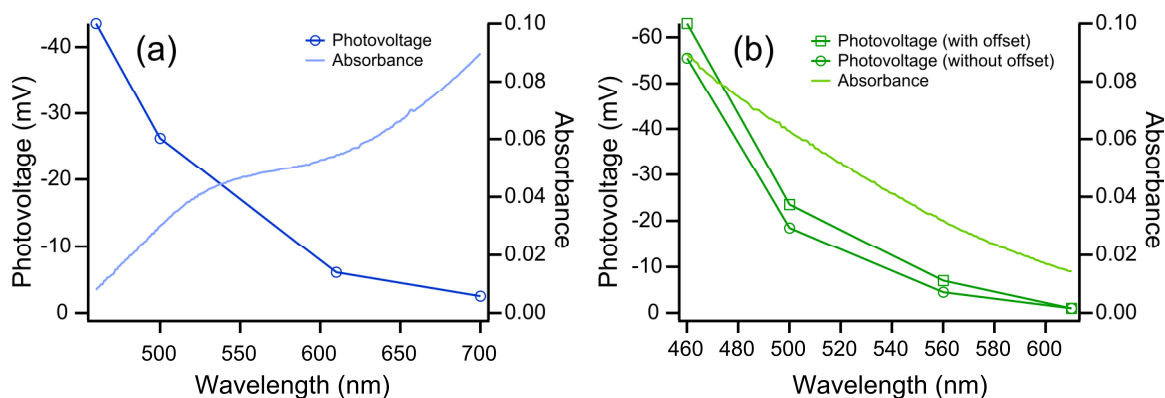 (a)
Photovoltage
Absorbance
Photovoltage (mV)
-40
-30
-20
-10
0
0.10
0.08
0.06
0.04
0.02
0.00
Absorbance
500
550
600
650
700
Wavelength (nm)
(b)
Photovoltage (with offset)
Photovoltage (without offset)
Absorbance
Photovoltage (mV)
-60
-50
-40
-30
-20
-10
0
0.10
0.08
0.06
0.04
0.02
0.00
Absorbance
460
480
500
520
540
560
580
600
Wavelength (nm)